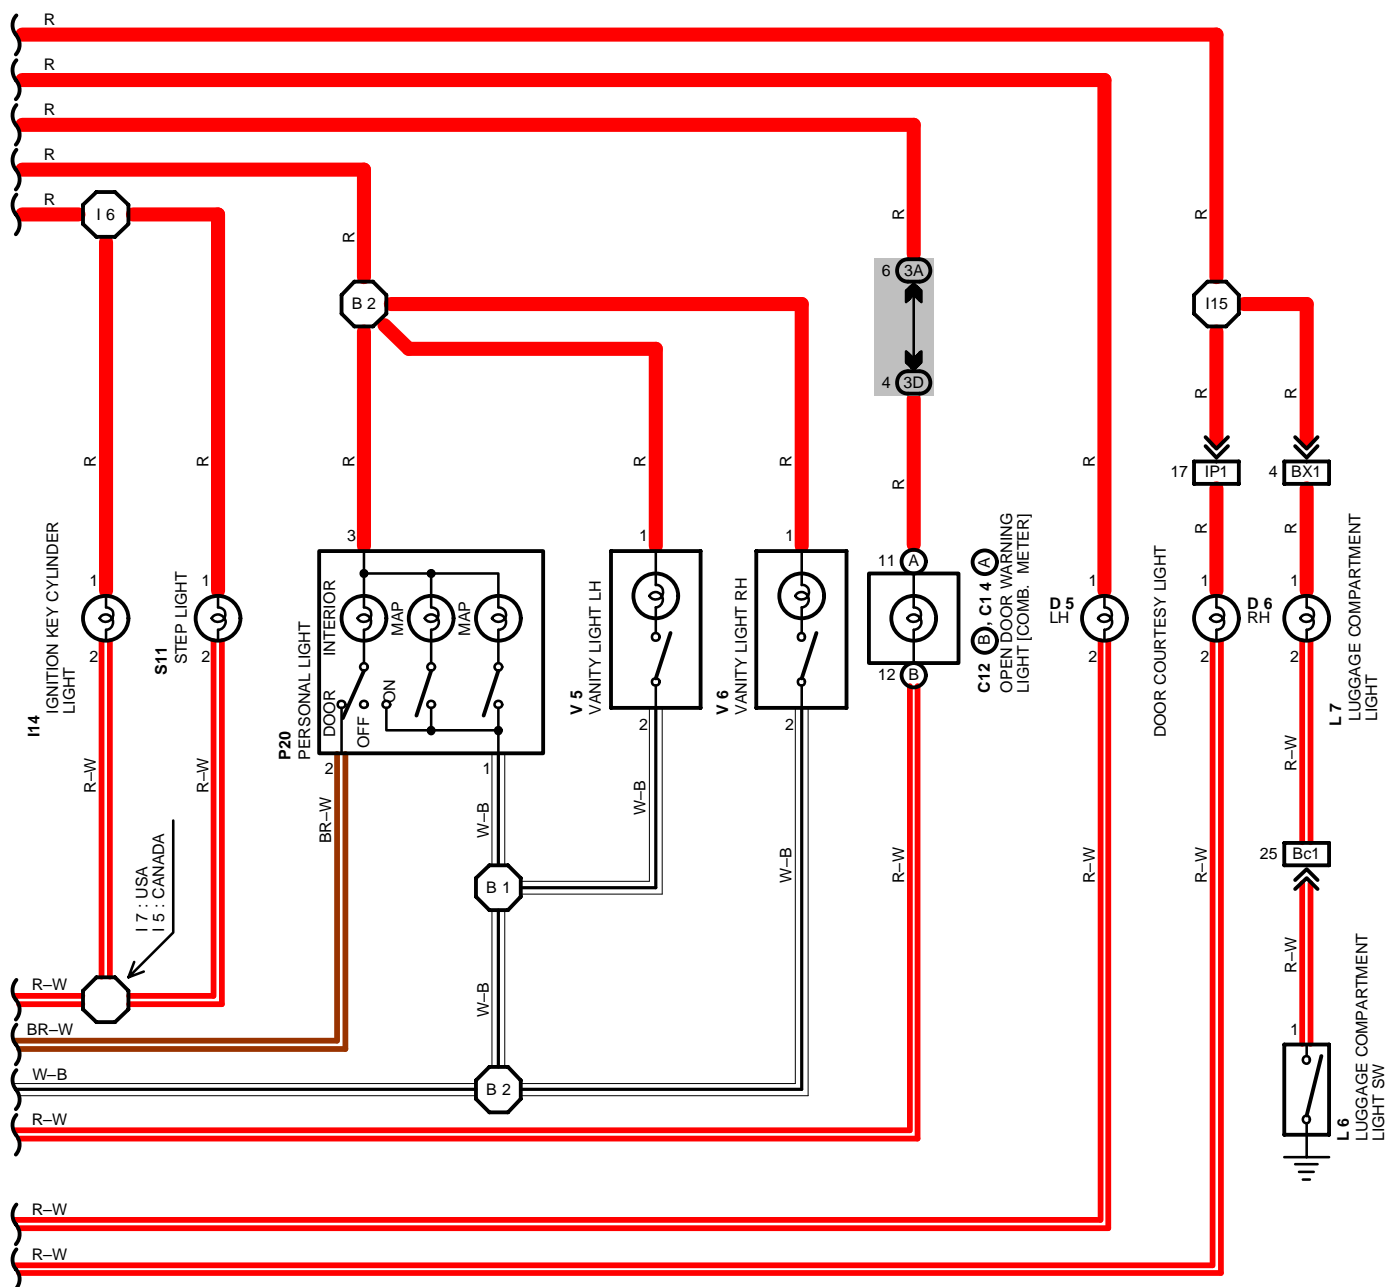 R
R
R
R
R
I 6
R
R
B 2
6 3A
I15
4 3D
R
R
R
R
R
R
R
R
R
R
17 IP1
4 BX1
R
R
3
1
1
11 A
1
1
1
1
1
2
2
I14
IGNITION KEY CYLINDER
LIGHT
S11
STEP LIGHT
P20
PERSONAL LIGHT
DOOR
INTERIOR
OFF
MAP
ON
MAP
2
1
V 5
VANITY LIGHT LH
2
V 6
VANITY LIGHT RH
2
12 B
C12 B , C1 4 A
OPEN DOOR WARNING
LIGHT [COMB. METER]
D 5
LH
2
DOOR COURTESY LIGHT
D 6
RH
2
2
L 7
LUGGAGE COMPARTMENT
LIGHT
R–W
R–W
BR–W
W–B
W–B
W–B
R–W
R–W
R–W
R–W
I 7 : USA
I 5 : CANADA
B 1
25 Bc1
R–W
W–B
R–W
BR–W
W–B
B 2
R–W
1
L 6
LUGGAGE COMPARTMENT
LIGHT SW
R–W
R–W